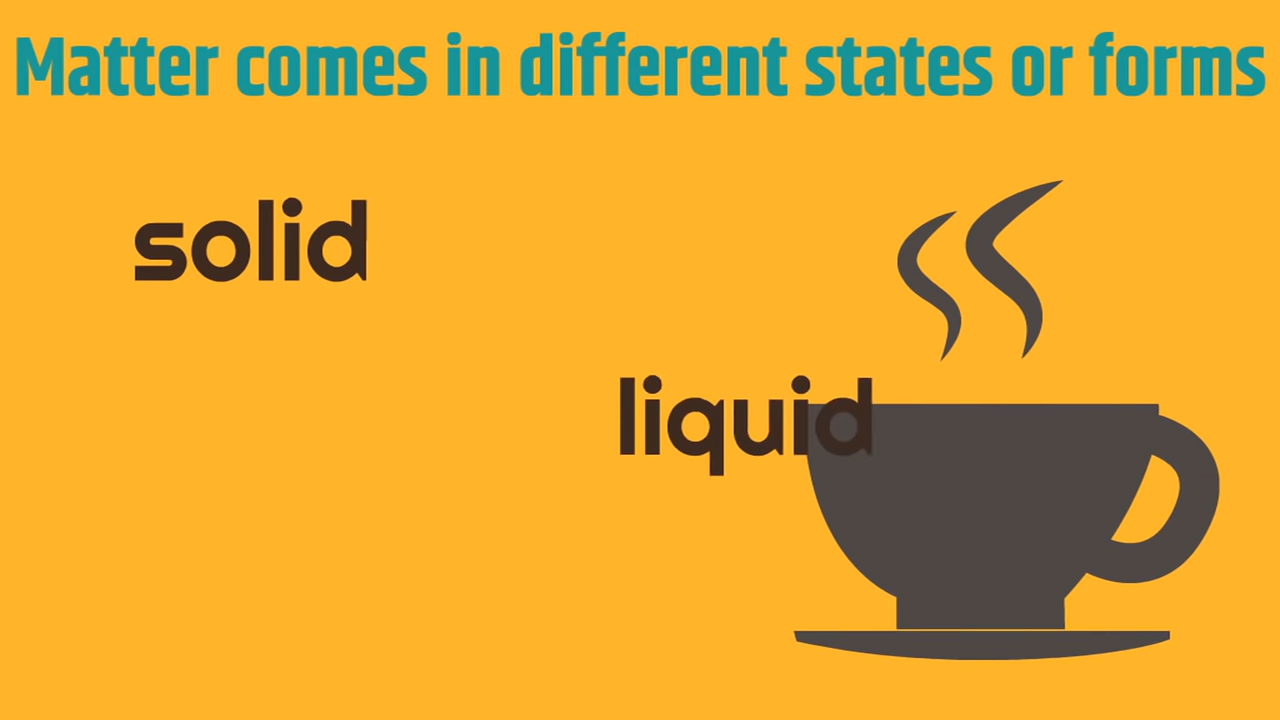 Matter comes in different states or forms
solid
liquid